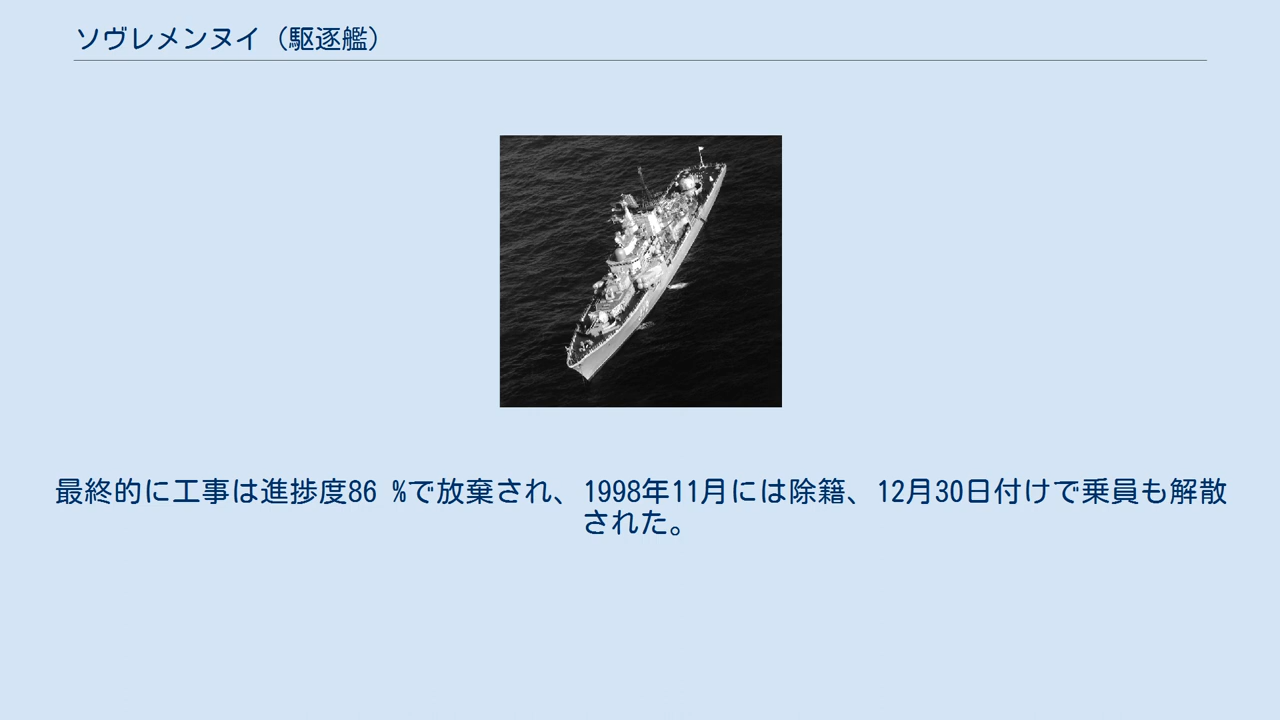 ソヴレメンヌイ（駆逐艦）
最終的に工事は進捗度86 %で放棄され、1998年11月には除籍、12月30日付けで乗員も解散
された。